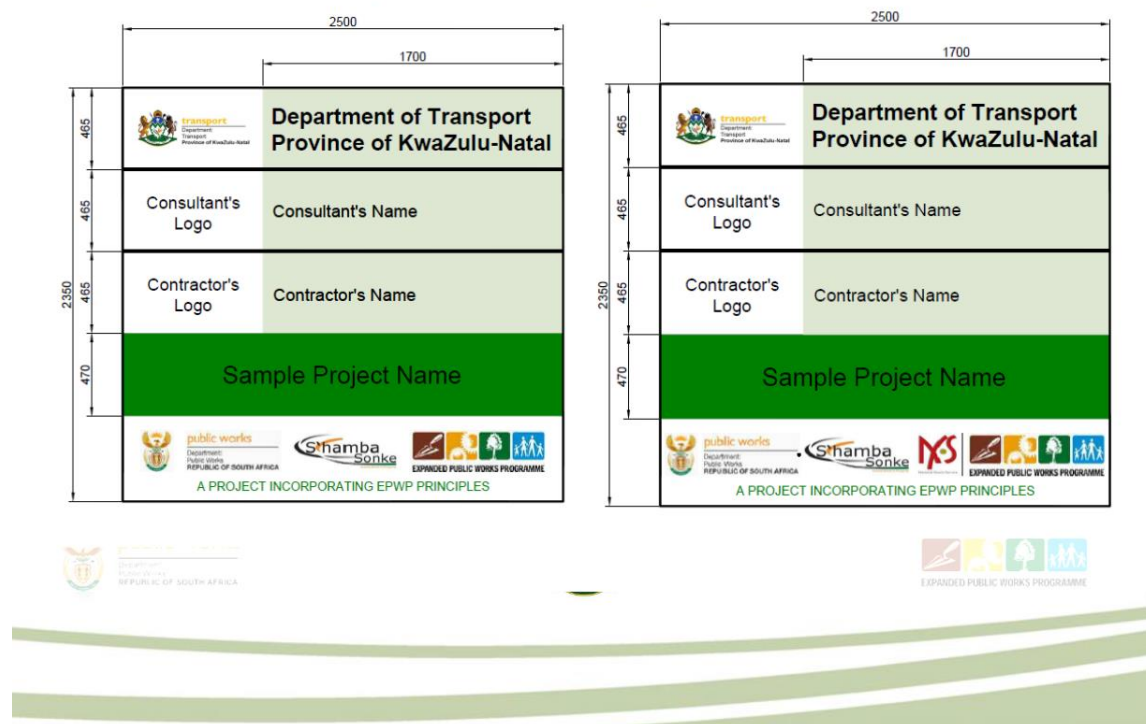 2500
1700
2350
465
465
465
470
transport
Department:
Transport
Province of KwaZulu-Natal
Department of Transport
Province of KwaZulu-Natal
Consultant's
Logo
Consultant's Name
Contractor's
Logo
Contractor's Name
Sample Project Name
public works
Department:
Public Works
REPUBLIC OF SOUTH AFRICA
S'hamba
Sonke
EXPANDED PUBLIC WORKS PROGRAMME
A PROJECT INCORPORATING EPWP PRINCIPLES
2500
1700
2350
465
465
465
470
transport
Department:
Transport
Province of KwaZulu-Natal
Department of Transport
Province of KwaZulu-Natal
Consultant's
Logo
Consultant's Name
Contractor's
Logo
Contractor's Name
Sample Project Name
public works
Department:
Public Works
REPUBLIC OF SOUTH AFRICA
S'hamba
Sonke
NYS
EXPANDED PUBLIC WORKS PROGRAMME
A PROJECT INCORPORATING EPWP PRINCIPLES
Department:
Public Works
REPUBLIC OF SOUTH AFRICA
EXPANDED PUBLIC WORKS PROGRAMME